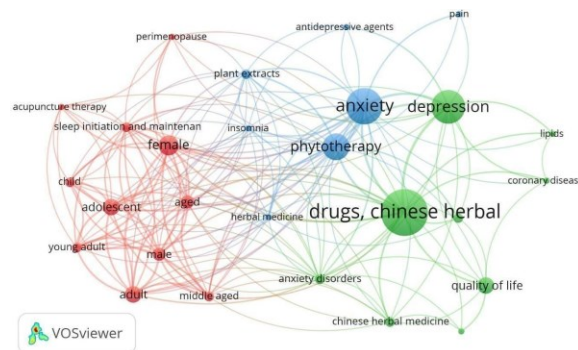 pain
antidepressive agents
perimenopause
plant extracts
anxiety
depression
acupuncture therapy
sleep initiation and maintenan
insomnia
lipids
female
phytotherapy
child
coronary diseas
adolescent
aged
drugs, chinese herbal
herbal medicine
young adult
male
anxiety disorders
quality of life
adult
middle aged
chinese herbal medicine
VOSviewer